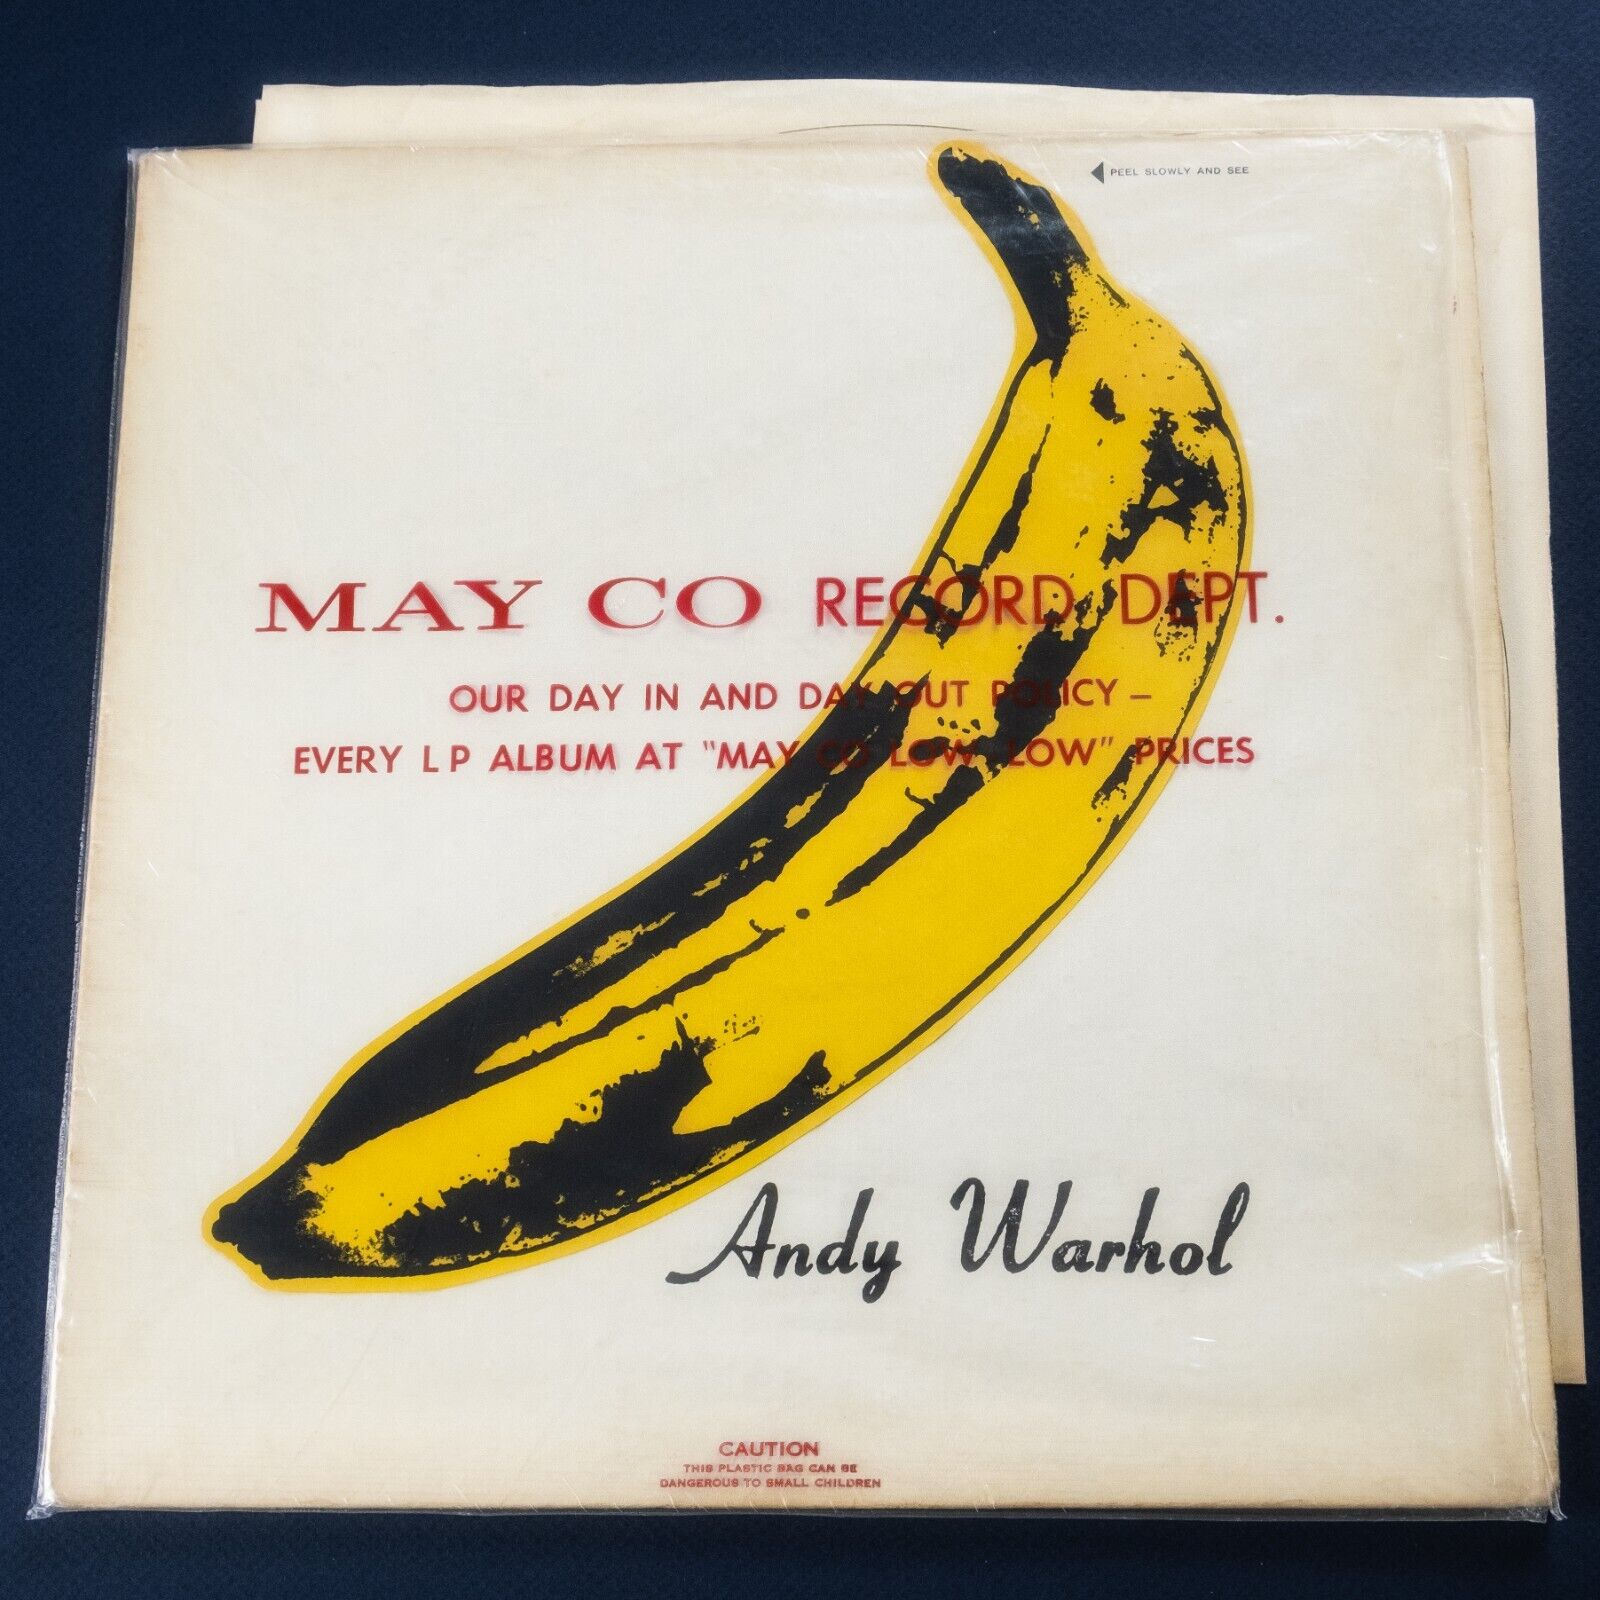 PEEL SLOWLY AND SEE
MAY CO RECORD DEPT.
OUR DAY IN AND DAY OUT POLICY—
EVERY LP ALBUM AT "MAY CO LOW, LOW" PRICES
Andy Warhol
CAUTION
THIS PLASTIC BAG CAN BE
DANGEROUS TO SMALL CHILDREN